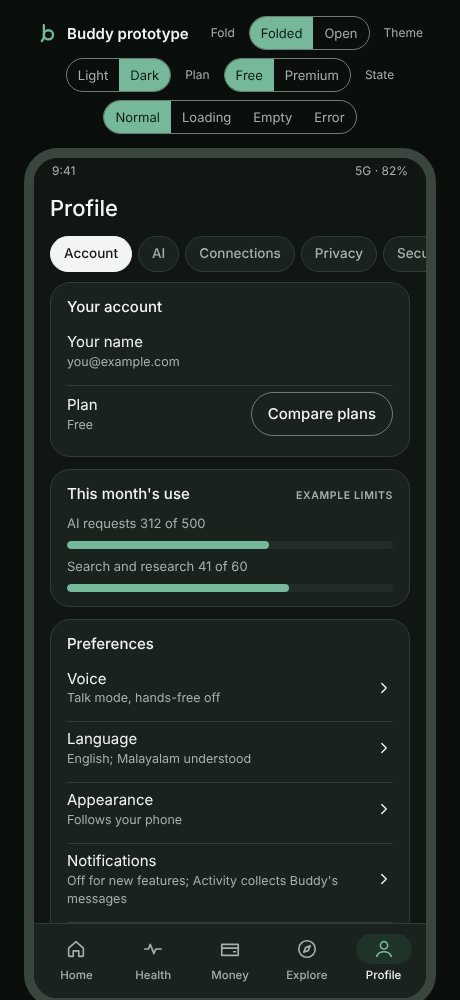 Buddy prototype
Fold
Folded
Open
Theme
Light
Dark
Plan
Free
Premium
State
Normal
Loading
Empty
Error
9:41
5G · 82%
Profile
Account
AI
Connections
Privacy
Secu
Your account
Your name
you@example.com
Plan
Free
Compare plans
This month's use
EXAMPLE LIMITS
AI requests 312 of 500
Search and research 41 of 60
Preferences
Voice
Talk mode, hands-free off
Language
English; Malayalam understood
Appearance
Follows your phone
Notifications
Off for new features; Activity collects Buddy's
messages
Home
Health
Money
Explore
Profile